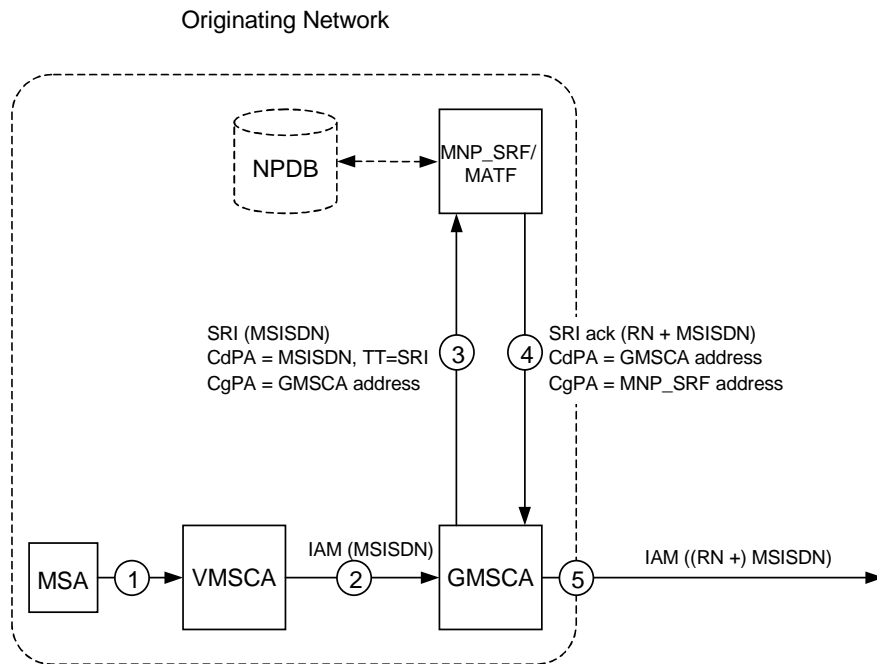 Originating Network
NPDB
MNP_SRF/
MATF
SRI (MSISDN)
CdPA = MSISDN, TT=SRI
CgPA = GMSCA address
3
4
SRI ack (RN + MSISDN)
CdPA = GMSCA address
CgPA = MNP_SRF address
MSA
1
VMSCA
IAM (MSISDN)
2
GMSCA
5
IAM ((RN +) MSISDN)